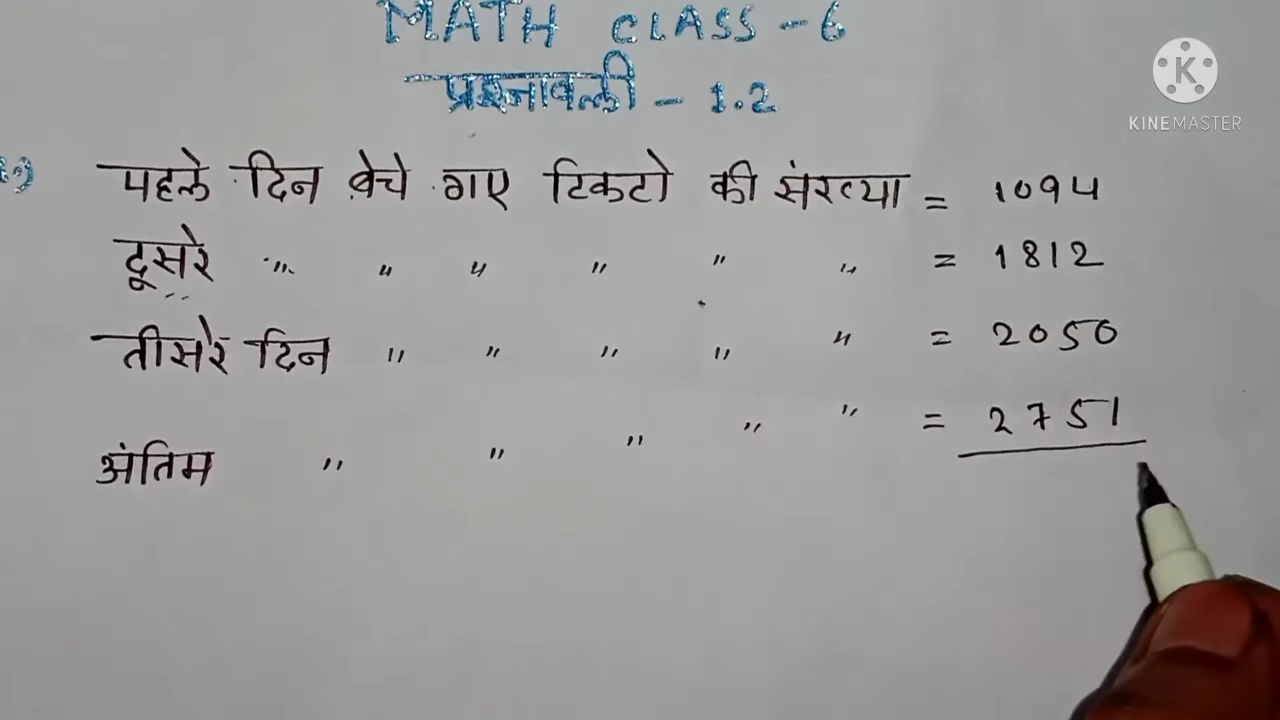 MATH CLASS - 6
प्रश्नावली - 1.2
KINEMASTER
पहले दिन बेचे गए टिकटो की संख्या = 1094
दूसरे " " " " " " = 1812
तीसरे दिन " " " " " = 2050
अंतिम " " " " " = 2751